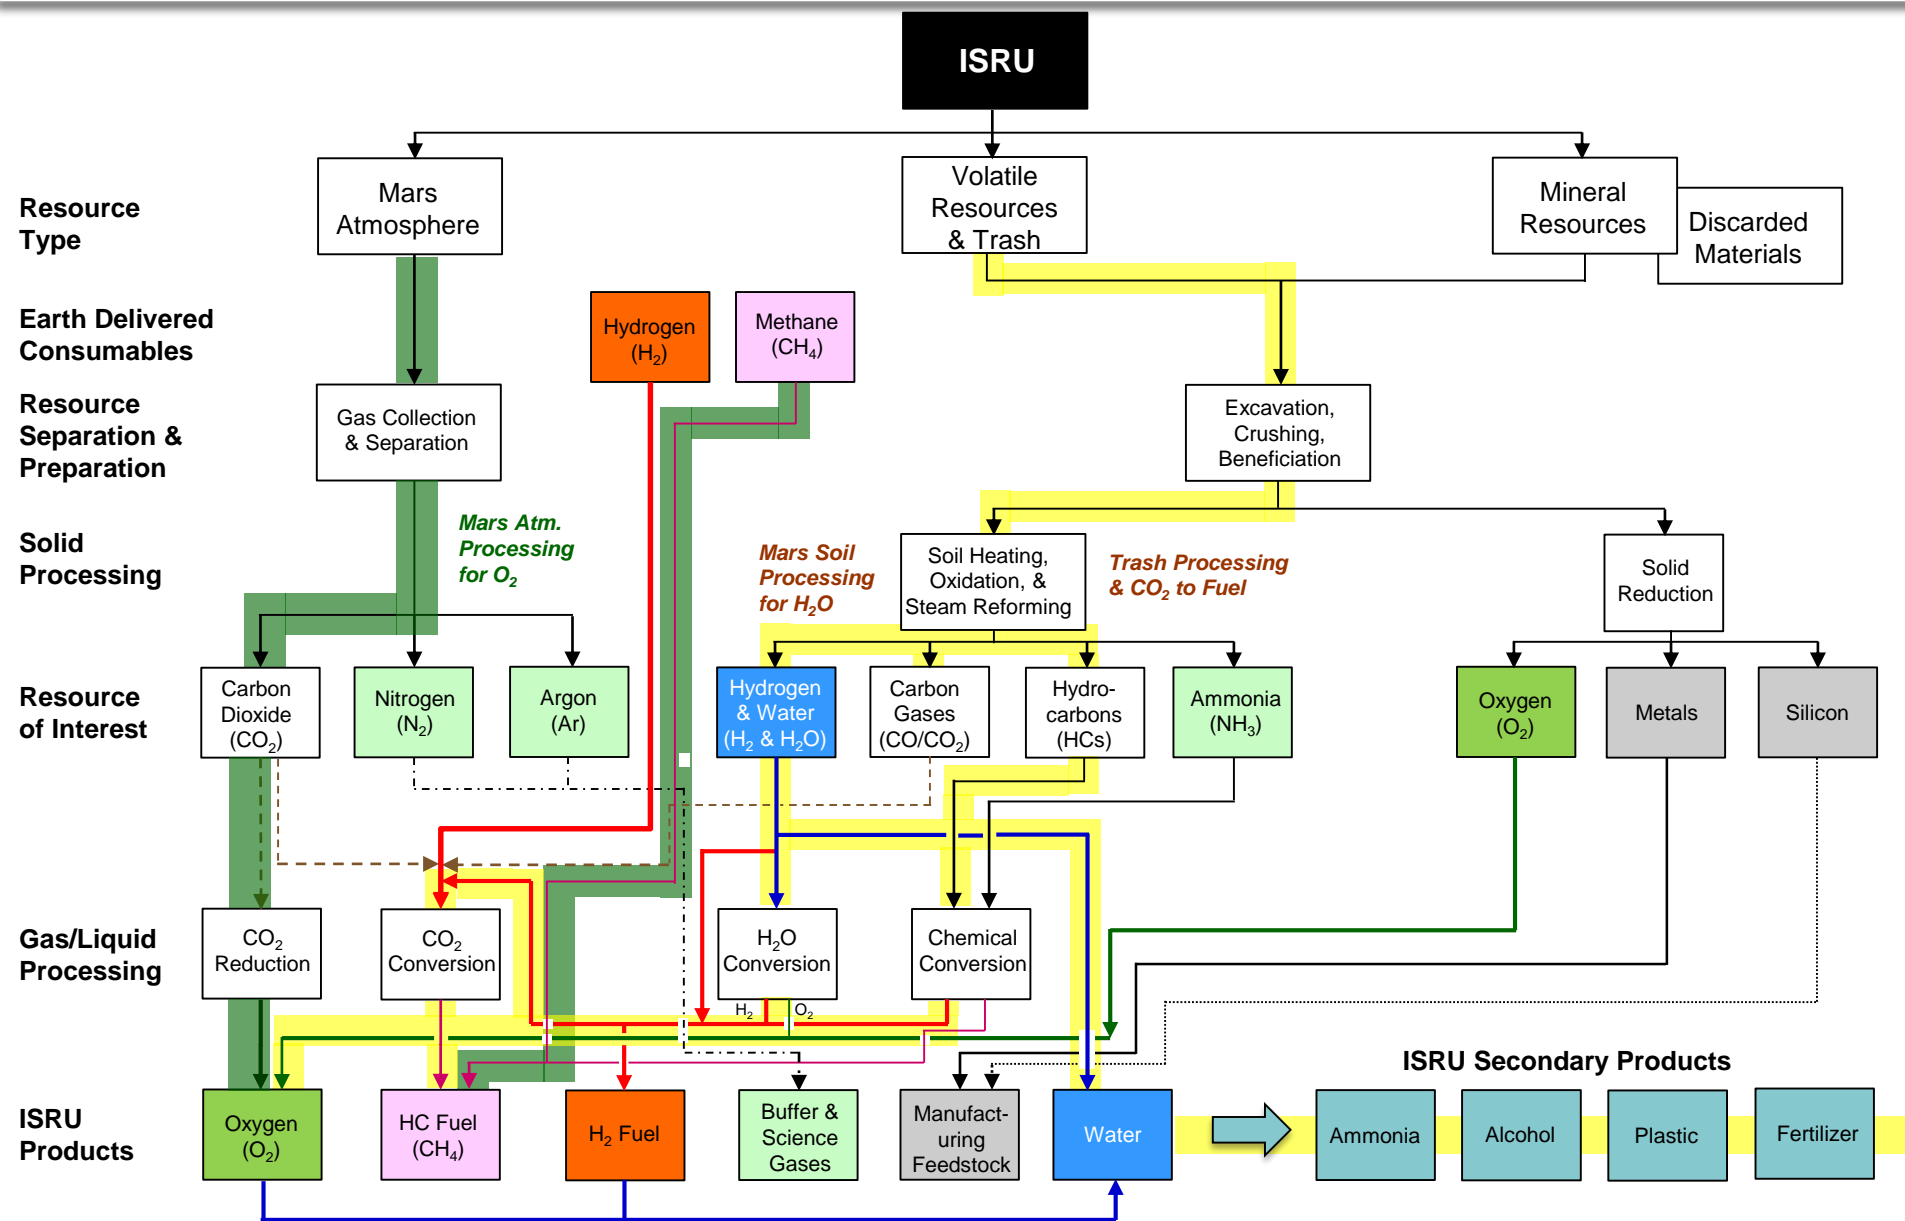 ISRU
Resource
Type
Mars
Atmosphere
Volatile
Resources
& Trash
Mineral
Resources
Discarded
Materials
Earth Delivered
Consumables
Hydrogen
(H₂)
Methane
(CH₄)
Resource
Separation &
Preparation
Gas Collection
& Separation
Excavation,
Crushing,
Beneficiation
Solid
Processing
Mars Atm.
Processing
for O₂
Mars Soil
Processing
for H₂O
Soil Heating,
Oxidation, &
Steam Reforming
Trash Processing
& CO₂ to Fuel
Solid
Reduction
Resource
of Interest
Carbon
Dioxide
(CO₂)
Nitrogen
(N₂)
Argon
(Ar)
Hydrogen
& Water
(H₂ & H₂O)
Carbon
Gases
(CO/CO₂)
Hydro-
carbons
(HCs)
Ammonia
(NH₃)
Oxygen
(O₂)
Metals
Silicon
Gas/Liquid
Processing
CO₂
Reduction
CO₂
Conversion
H₂O
Conversion
Chemical
Conversion
H₂
O₂
ISRU Secondary Products
ISRU
Products
Oxygen
(O₂)
HC Fuel
(CH₄)
H₂ Fuel
Buffer &
Science
Gases
Manufact-
uring
Feedstock
Water
Ammonia
Alcohol
Plastic
Fertilizer